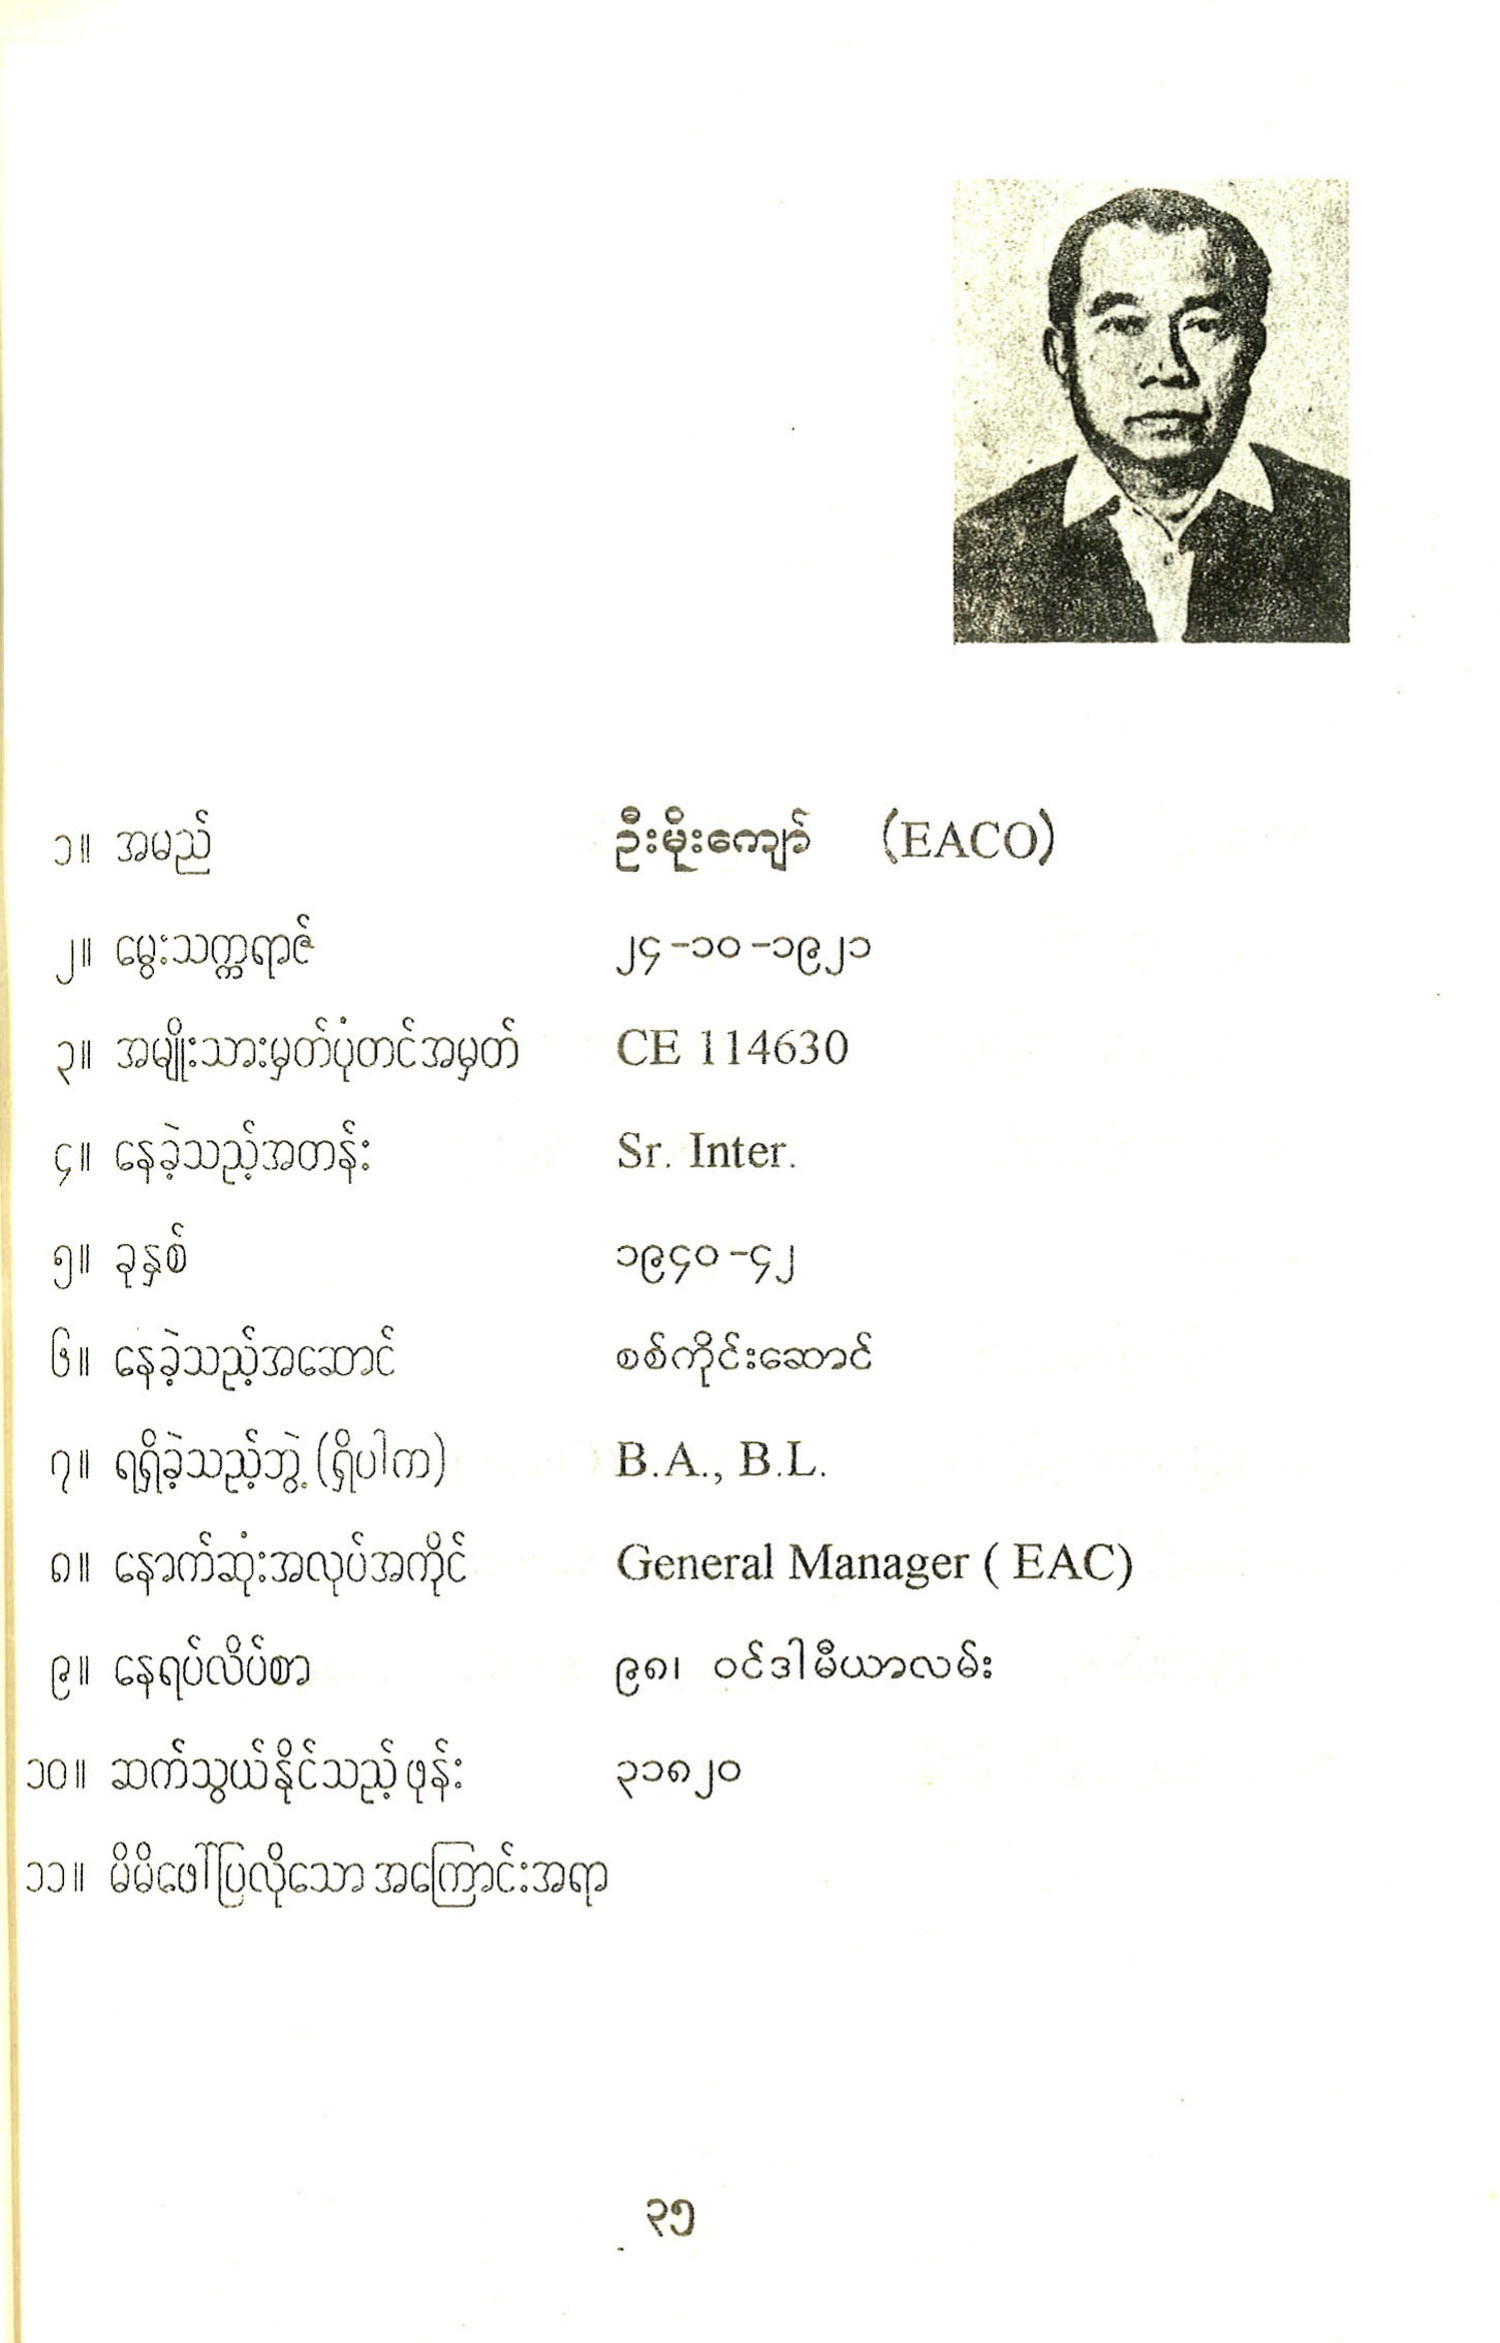 ၁။ အမည် ဦးမိုးကျော် (EACO)
၂။ မွေးသက္ကရာဇ် ၂၄-၁၀-၁၉၂၁
၃။ အမျိုးသားမှတ်ပုံတင်အမှတ် CE 114630
၄။ နေခဲ့သည့်အတန်း Sr. Inter.
၅။ ခုနှစ် ၁၉၄၀-၄၂
၆။ နေခဲ့သည့်အဆောင် စစ်ကိုင်းဆောင်
၇။ ရရှိခဲ့သည့်ဘွဲ့ (ရှိပါက) B.A., B.L.
၈။ နောက်ဆုံးအလုပ်အကိုင် General Manager ( EAC)
၉။ နေရပ်လိပ်စာ ၉၈၊ ဝင်ဒါမီယာလမ်း
၁၀။ ဆက်သွယ်နိုင်သည့် ဖုန်း ၃၁၈၂၀
၁၁။ မိမိဖေါ်ပြလိုသော အကြောင်းအရာ
၃၅